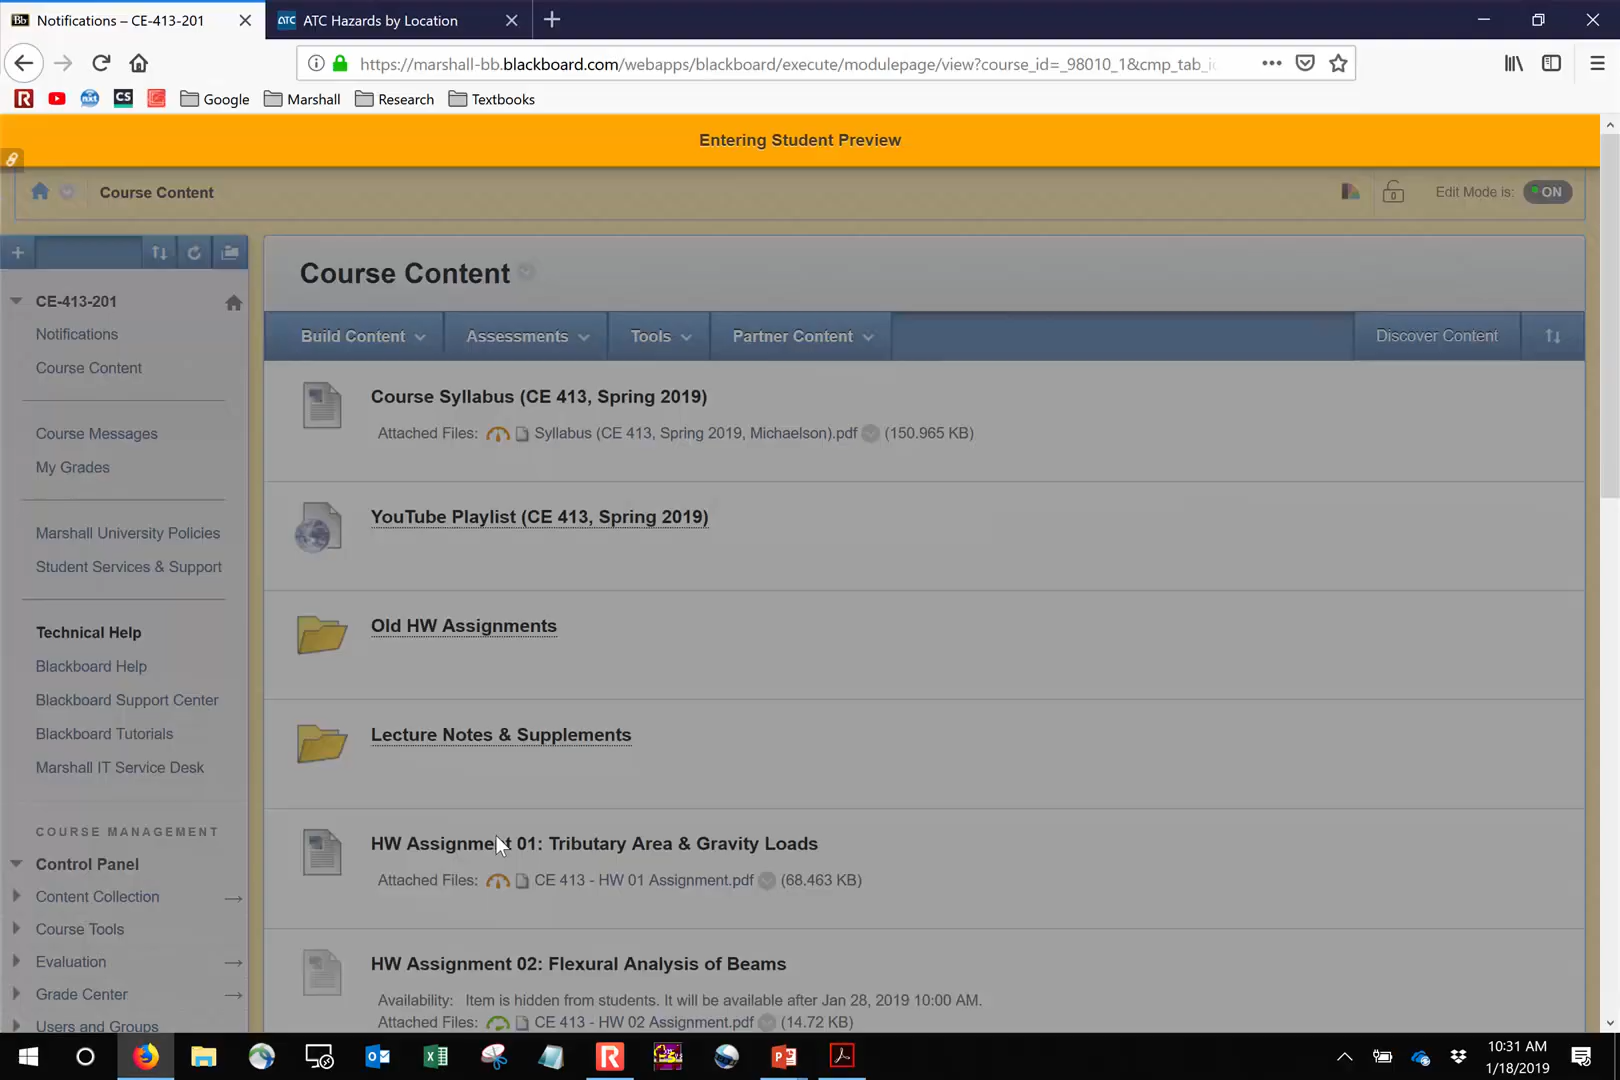 Notifications – CE-413-201
ATC Hazards by Location
https://marshall-bb.blackboard.com/webapps/blackboard/execute/modulepage/view?course_id=_98010_1&cmp_tab_i
Google
Marshall
Research
Textbooks
Entering Student Preview
Course Content
Edit Mode is: ON
CE-413-201
Notifications
Course Content
Course Messages
My Grades
Marshall University Policies
Student Services & Support
Technical Help
Blackboard Help
Blackboard Support Center
Blackboard Tutorials
Marshall IT Service Desk
COURSE MANAGEMENT
Control Panel
Content Collection
Course Tools
Evaluation
Grade Center
Users and Groups
Course Content
Build Content
Assessments
Tools
Partner Content
Discover Content
Course Syllabus (CE 413, Spring 2019)
Attached Files: Syllabus (CE 413, Spring 2019, Michaelson).pdf (150.965 KB)
YouTube Playlist (CE 413, Spring 2019)
Old HW Assignments
Lecture Notes & Supplements
HW Assignment 01: Tributary Area & Gravity Loads
Attached Files: CE 413 - HW 01 Assignment.pdf (68.463 KB)
HW Assignment 02: Flexural Analysis of Beams
Availability: Item is hidden from students. It will be available after Jan 28, 2019 10:00 AM.
Attached Files: CE 413 - HW 02 Assignment.pdf (14.72 KB)
10:31 AM
1/18/2019